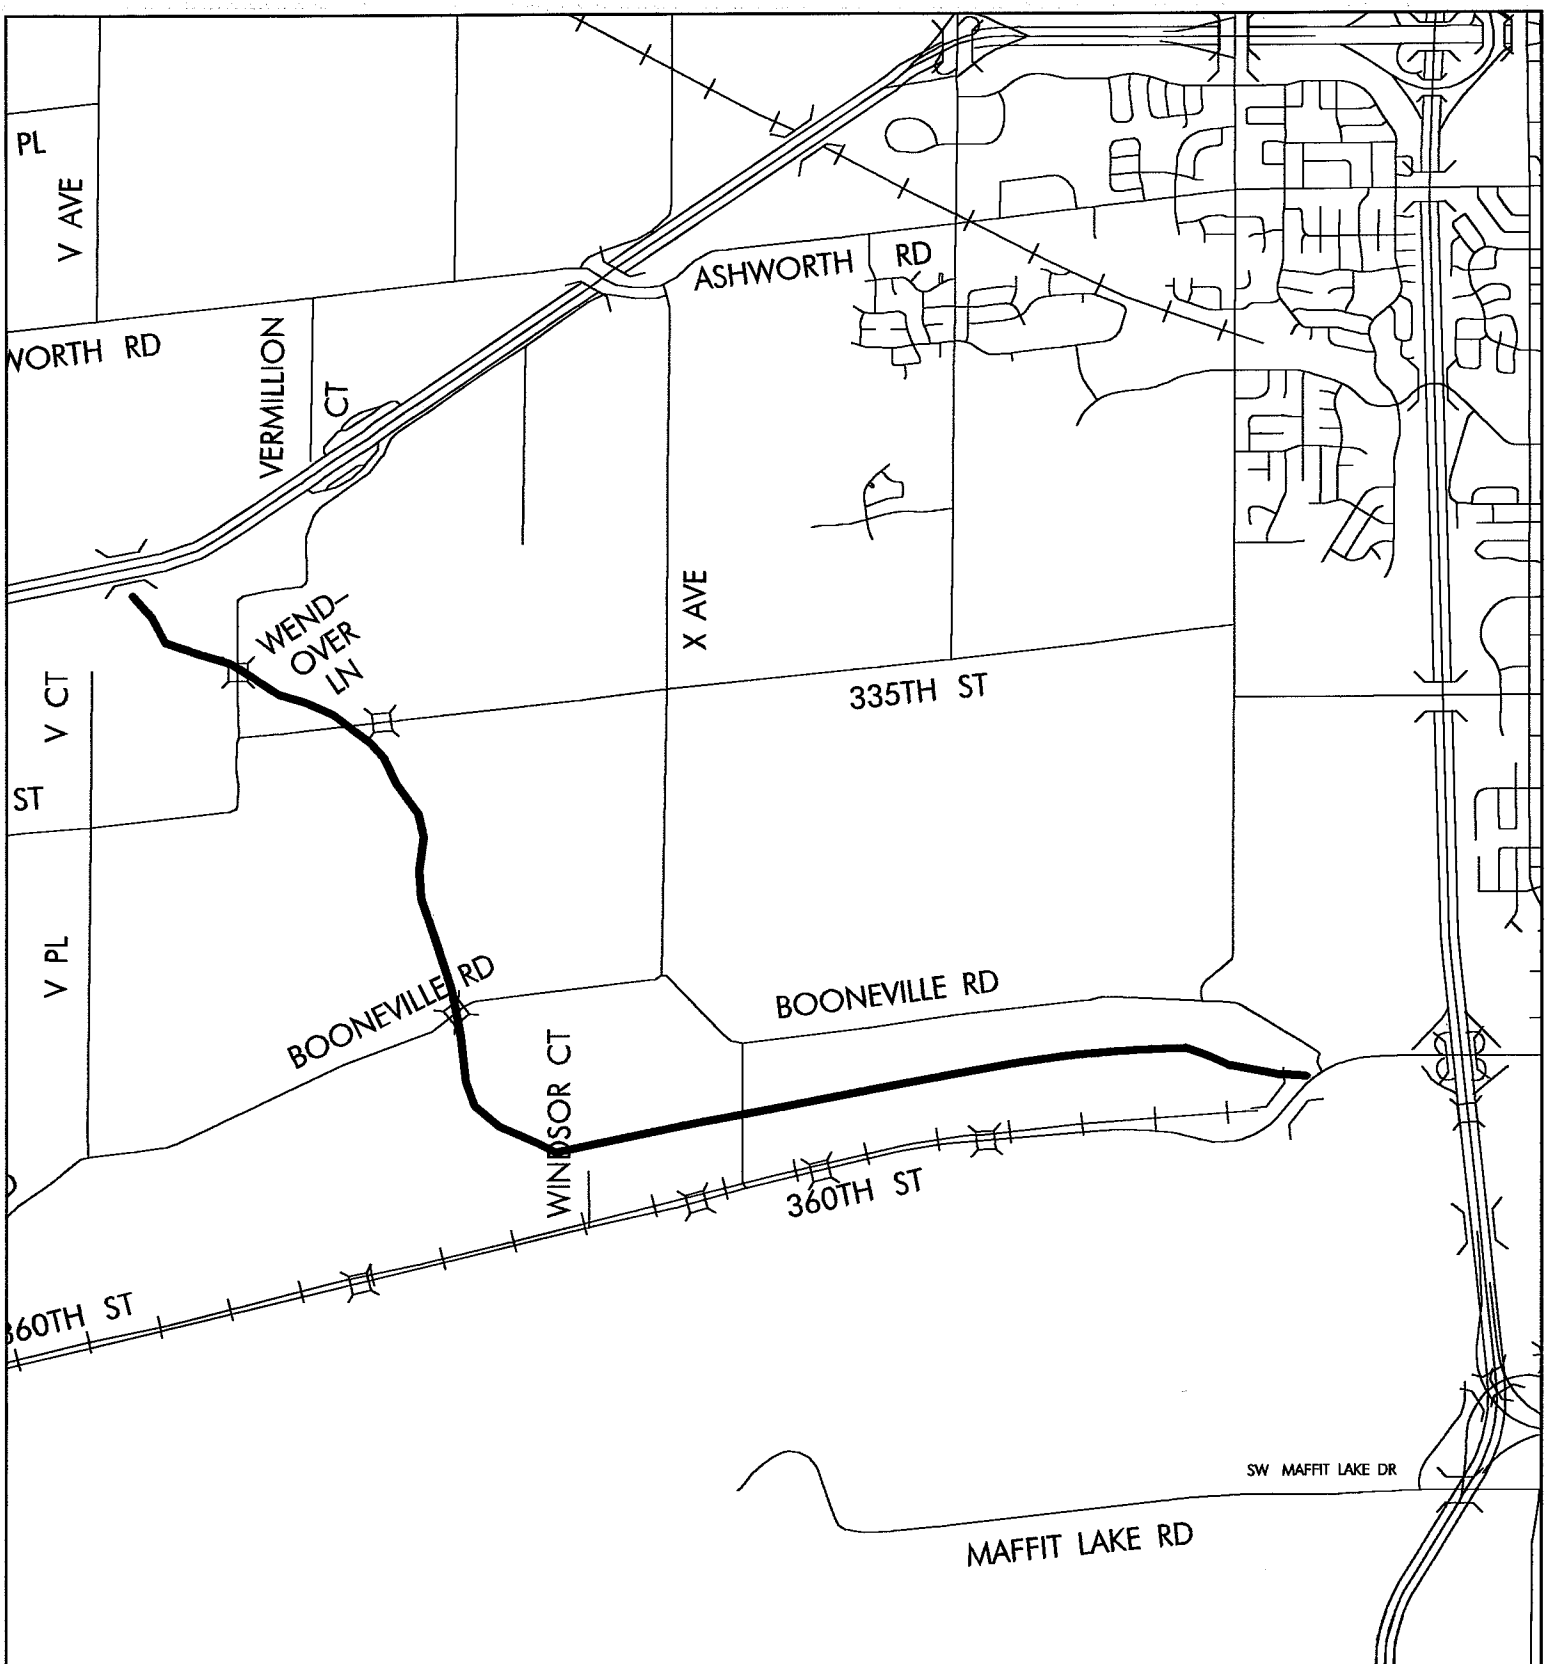 PL
V AVE
ASHWORTH RD
WORTH RD
VERMILLION
CT
WEND-
OVER
LN
X AVE
335TH ST
V CT
ST
V PL
BOONEVILLE RD
BOONEVILLE RD
WINDSOR CT
360TH ST
360TH ST
SW MAFFIT LAKE DR
MAFFIT LAKE RD